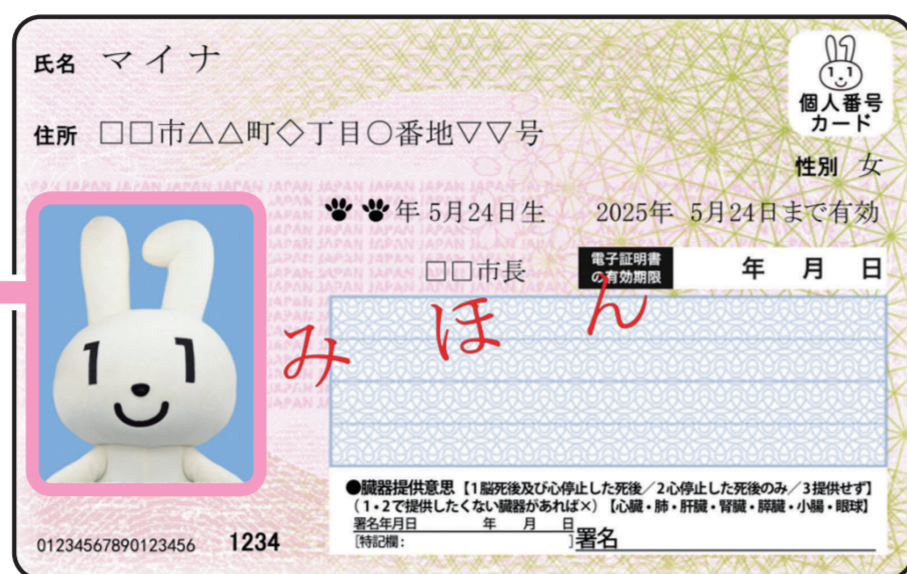 氏名 マイナ
個人番号
カード
住所 □□市△△町◇丁目○番地▽▽号
性別 女
JAPAN JAPAN JAPAN JAPAN JAPAN JAPAN JAPAN
年 5月24日生 2025年 5月24日まで有効
□□市長 電子証明書の有効期限 年 月 日
みほん
●臓器提供意思【1脳死後及び心停止した死後/2心停止した死後のみ/3提供せず】
(1・2で提供したくない臓器があれば×)【心臓・肺・肝臓・腎臓・膵臓・小腸・眼球】
署名年月日 年 月 日
[特記欄: ]署名
01234567890123456 1234